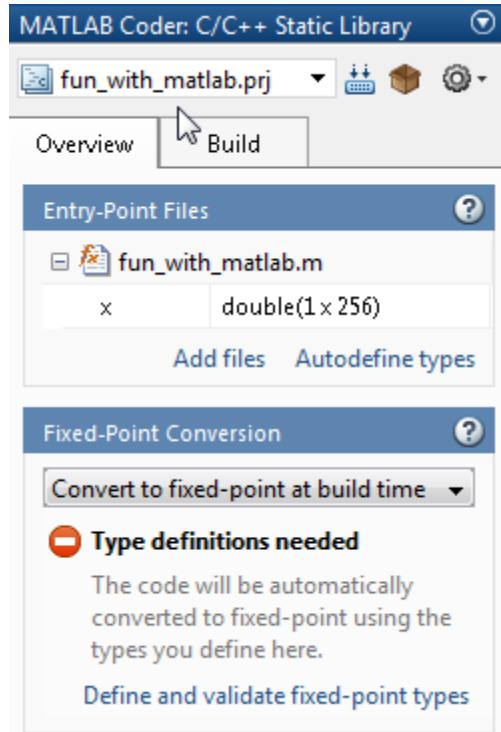 MATLAB Coder: C/C++ Static Library
fun_with_matlab.prj
Overview Build
Entry-Point Files ?
fun_with_matlab.m
x double(1 x 256)
Add files Autodefine types
Fixed-Point Conversion ?
Convert to fixed-point at build time
Type definitions needed
The code will be automatically
converted to fixed-point using the
types you define here.
Define and validate fixed-point types